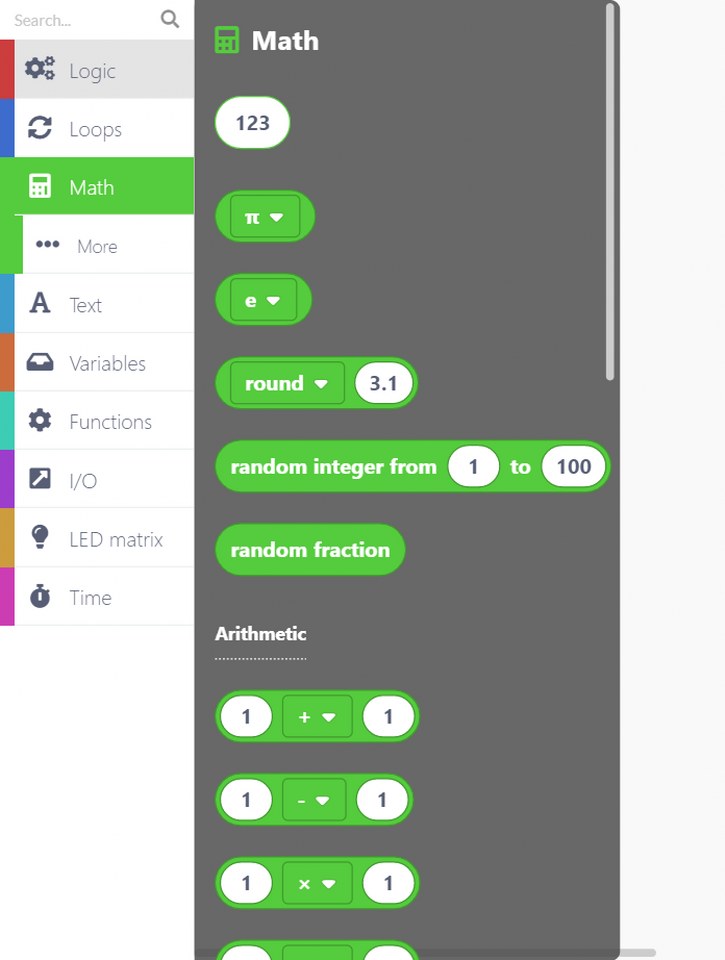 Search...
Logic
Loops
Math
More
Text
Variables
Functions
I/O
LED matrix
Time
Math
123
π
e
round 3.1
random integer from 1 to 100
random fraction
Arithmetic
1 + 1
1 - 1
1 × 1